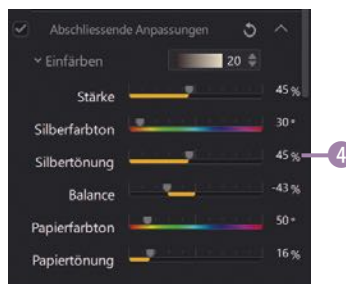 Abschliessende Anpassungen
Einfärben 20
Stärke 45 %
Silberfarbton 30 °
Silbertönung 45 % 4
Balance -43 %
Papierfarbton 50 °
Papiertönung 16 %